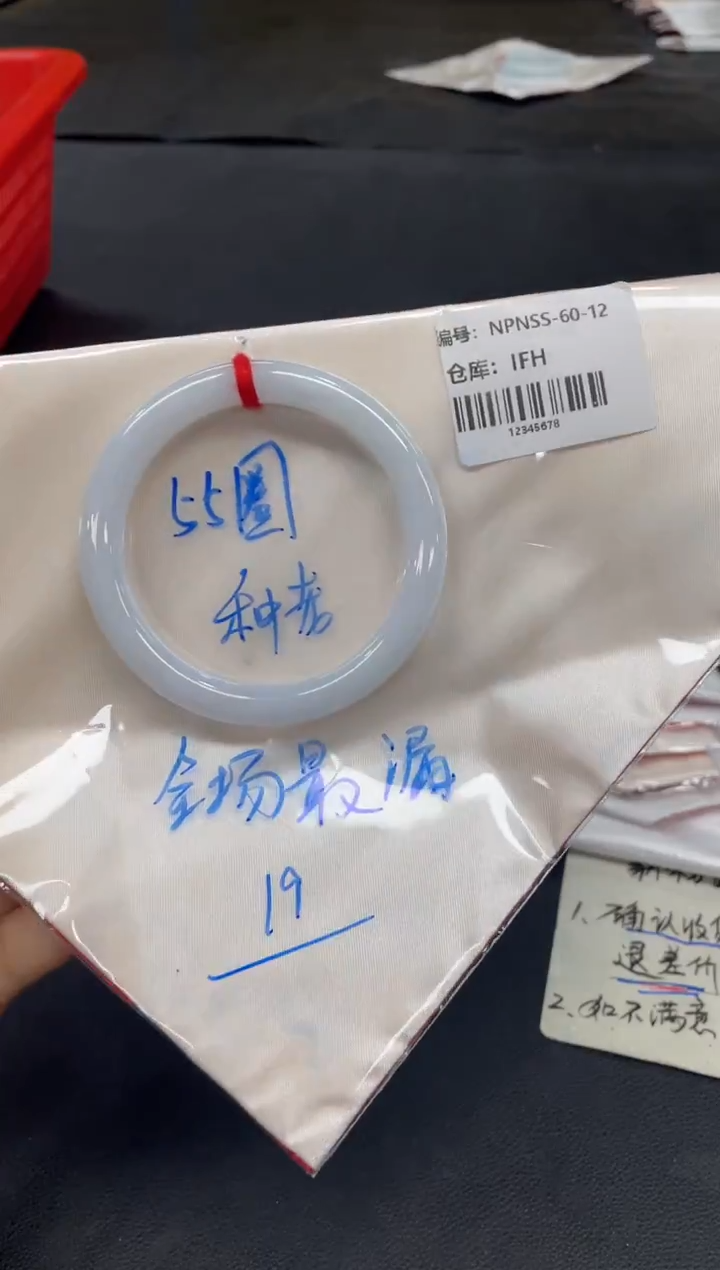 编号: NPNSS-60-12
仓库: IFH
12345678
55圈
种老
全场最漏
19
1、确认收
退差价
2、如不满意